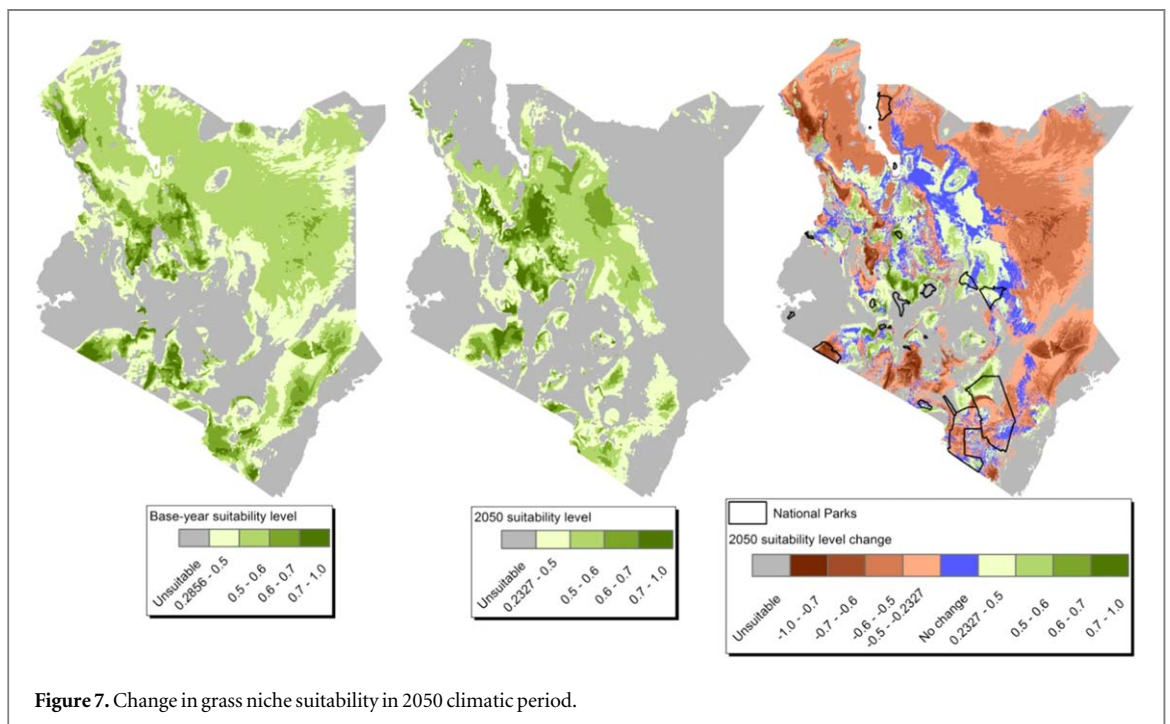 Base-year suitability level
Unsuitable
0.2856 - 0.5
0.5 - 0.6
0.6 - 0.7
0.7 - 1.0
2050 suitability level
Unsuitable
0.2327 - 0.5
0.5 - 0.6
0.6 - 0.7
0.7 - 1.0
National Parks
2050 suitability level change
Unsuitable
-1.0 - -0.7
-0.7 - -0.6
-0.6 - -0.5
-0.5 - -0.2327
No change
0.2327 - 0.5
0.5 - 0.6
0.6 - 0.7
0.7 - 1.0
Figure 7. Change in grass niche suitability in 2050 climatic period.